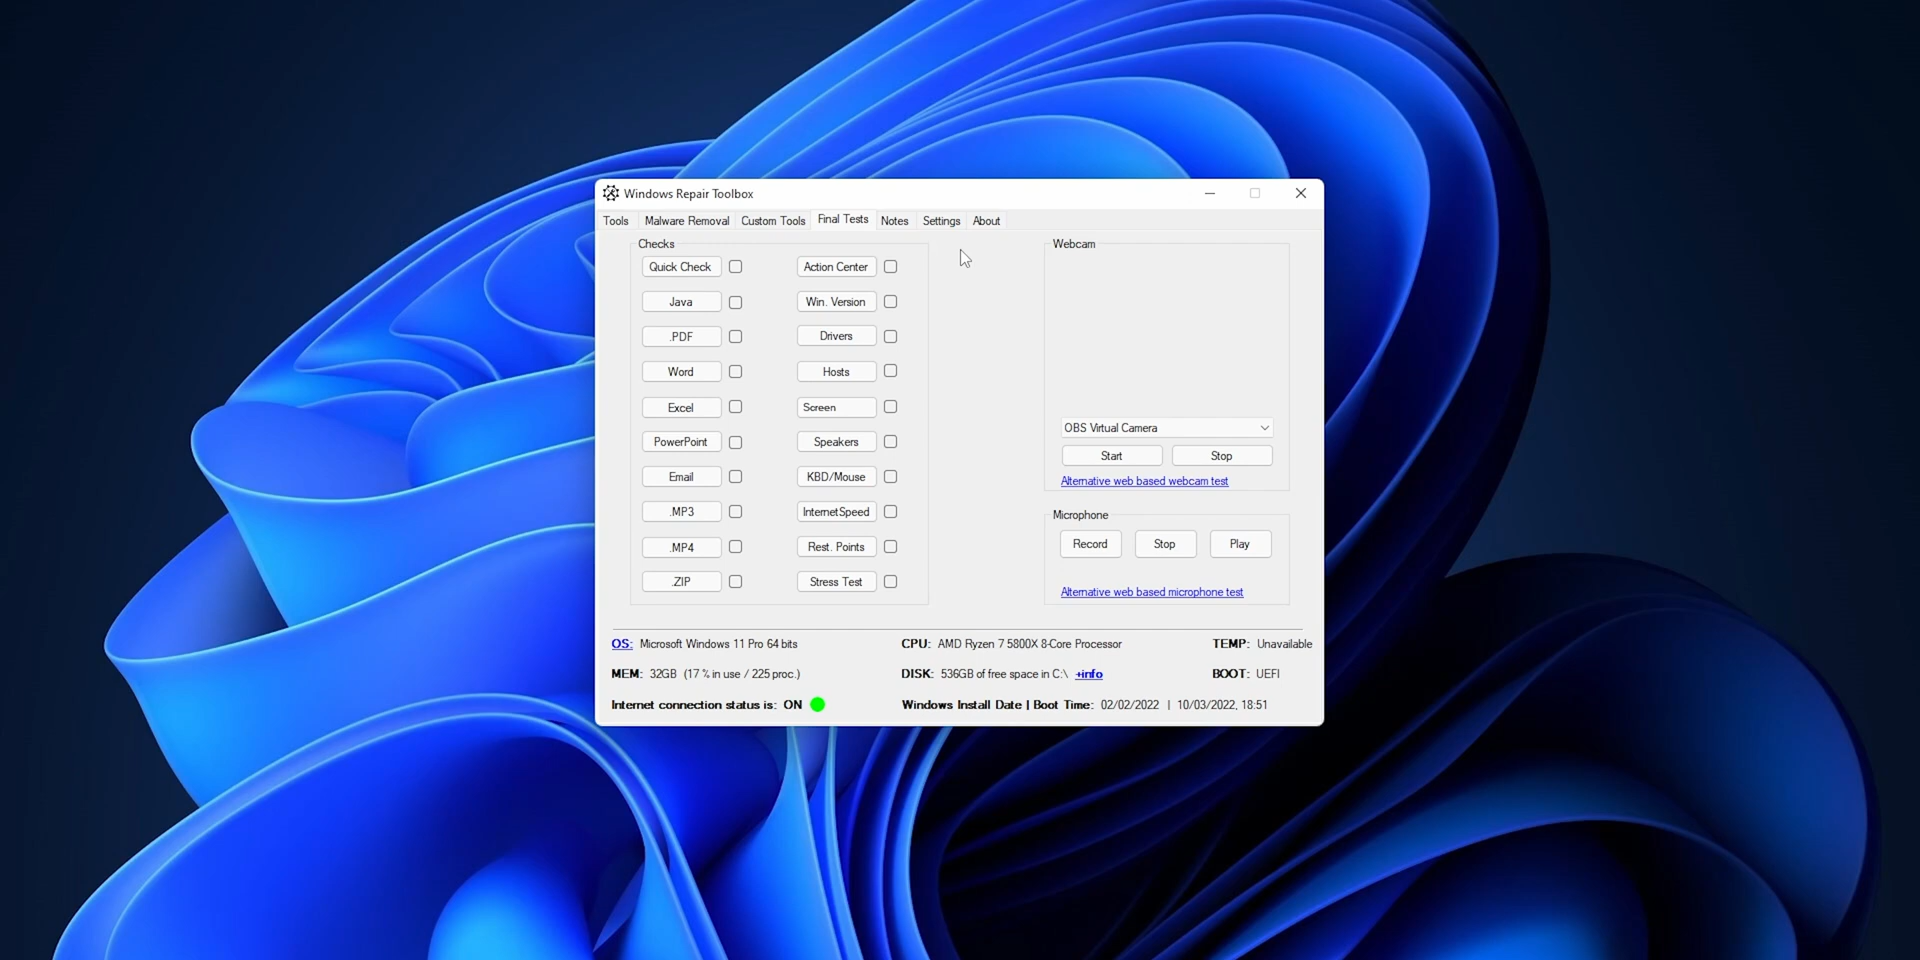 Windows Repair Toolbox
Tools Malware Removal Custom Tools Final Tests Notes Settings About
Checks
Quick Check Action Center
Java Win. Version
.PDF Drivers
Word Hosts
Excel Screen
PowerPoint Speakers
Email KBD/Mouse
.MP3 InternetSpeed
.MP4 Rest. Points
.ZIP Stress Test
Webcam
OBS Virtual Camera
Start Stop
Alternative web based webcam test
Microphone
Record Stop Play
Alternative web based microphone test
OS: Microsoft Windows 11 Pro 64 bits CPU: AMD Ryzen 7 5800X 8-Core Processor TEMP: Unavailable
MEM: 32GB (17 % in use / 225 proc.) DISK: 536GB of free space in C:\ +info BOOT: UEFI
Internet connection status is: ON Windows Install Date | Boot Time: 02/02/2022 | 10/03/2022, 18:51